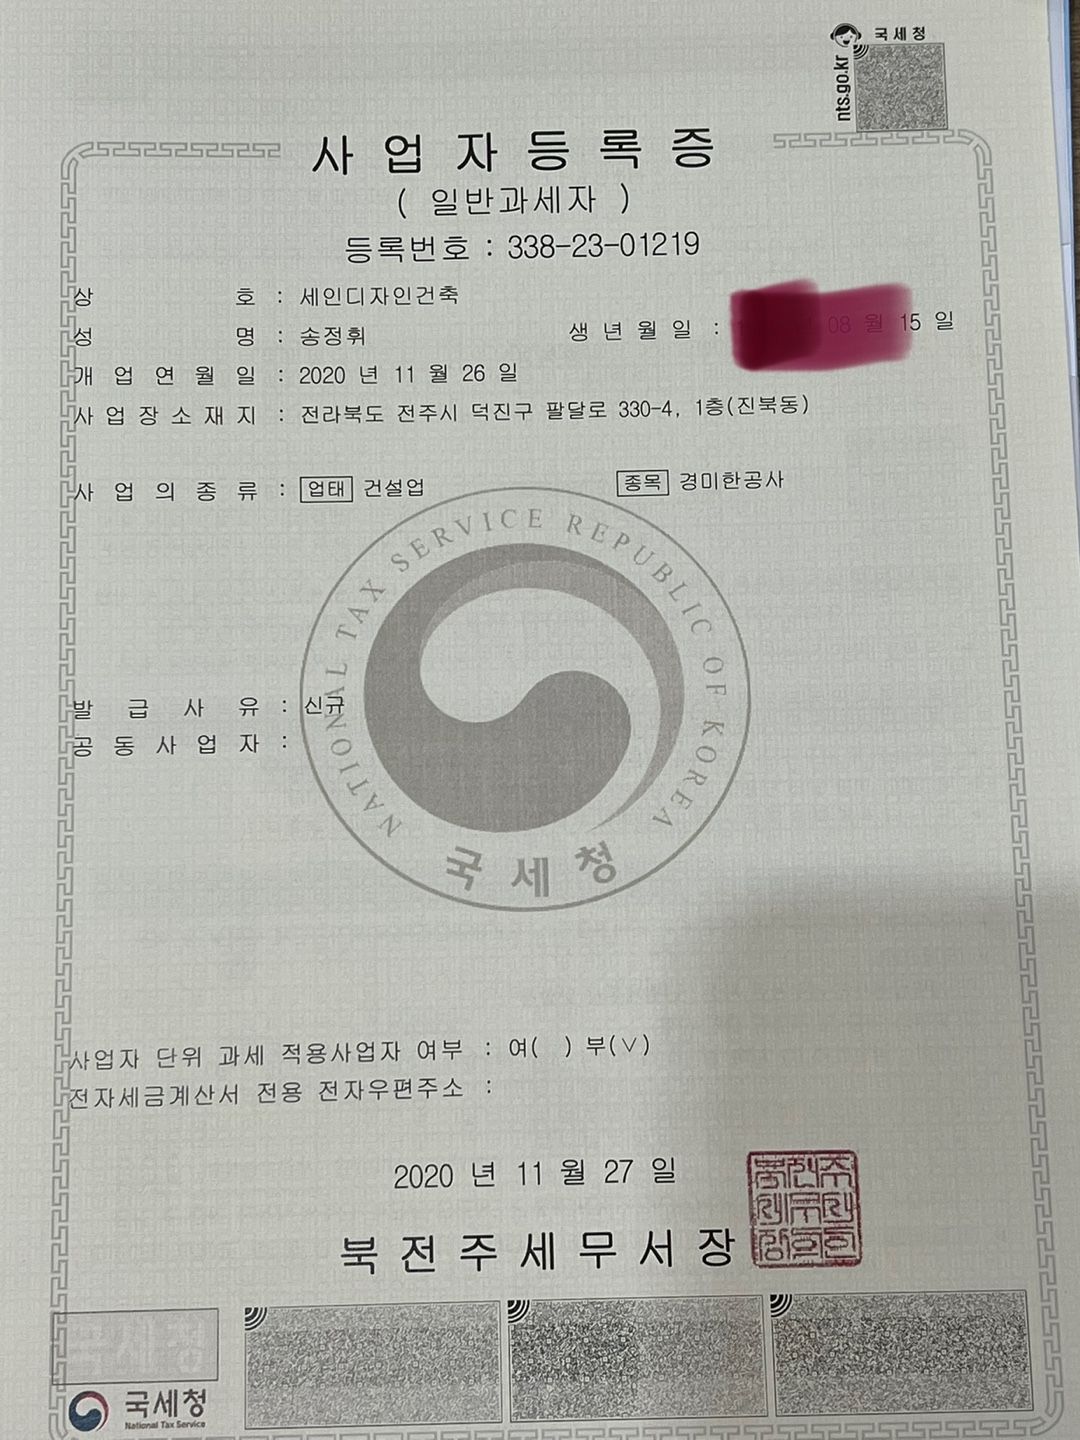 국세청
nts.go.kr
사업자등록증
( 일반과세자 )
등록번호 : 338-23-01219
상 호 : 세인디자인건축
성 명 : 송정휘 생년월일 : 08 월 15 일
개업연월일 : 2020 년 11 월 26 일
사업장소재지 : 전라북도 전주시 덕진구 팔달로 330-4, 1층(진북동)
사업의종류 : 업태 건설업 종목 경미한공사
NATIONAL TAX SERVICE REPUBLIC OF KOREA
발급사유 : 신규
공동사업자 :
국세청
사업자 단위 과세 적용사업자 여부 : 여( ) 부(∨)
전자세금계산서 전용 전자우편주소 :
2020 년 11 월 27 일
북전주세무서장
국세청
국세청
National Tax Service